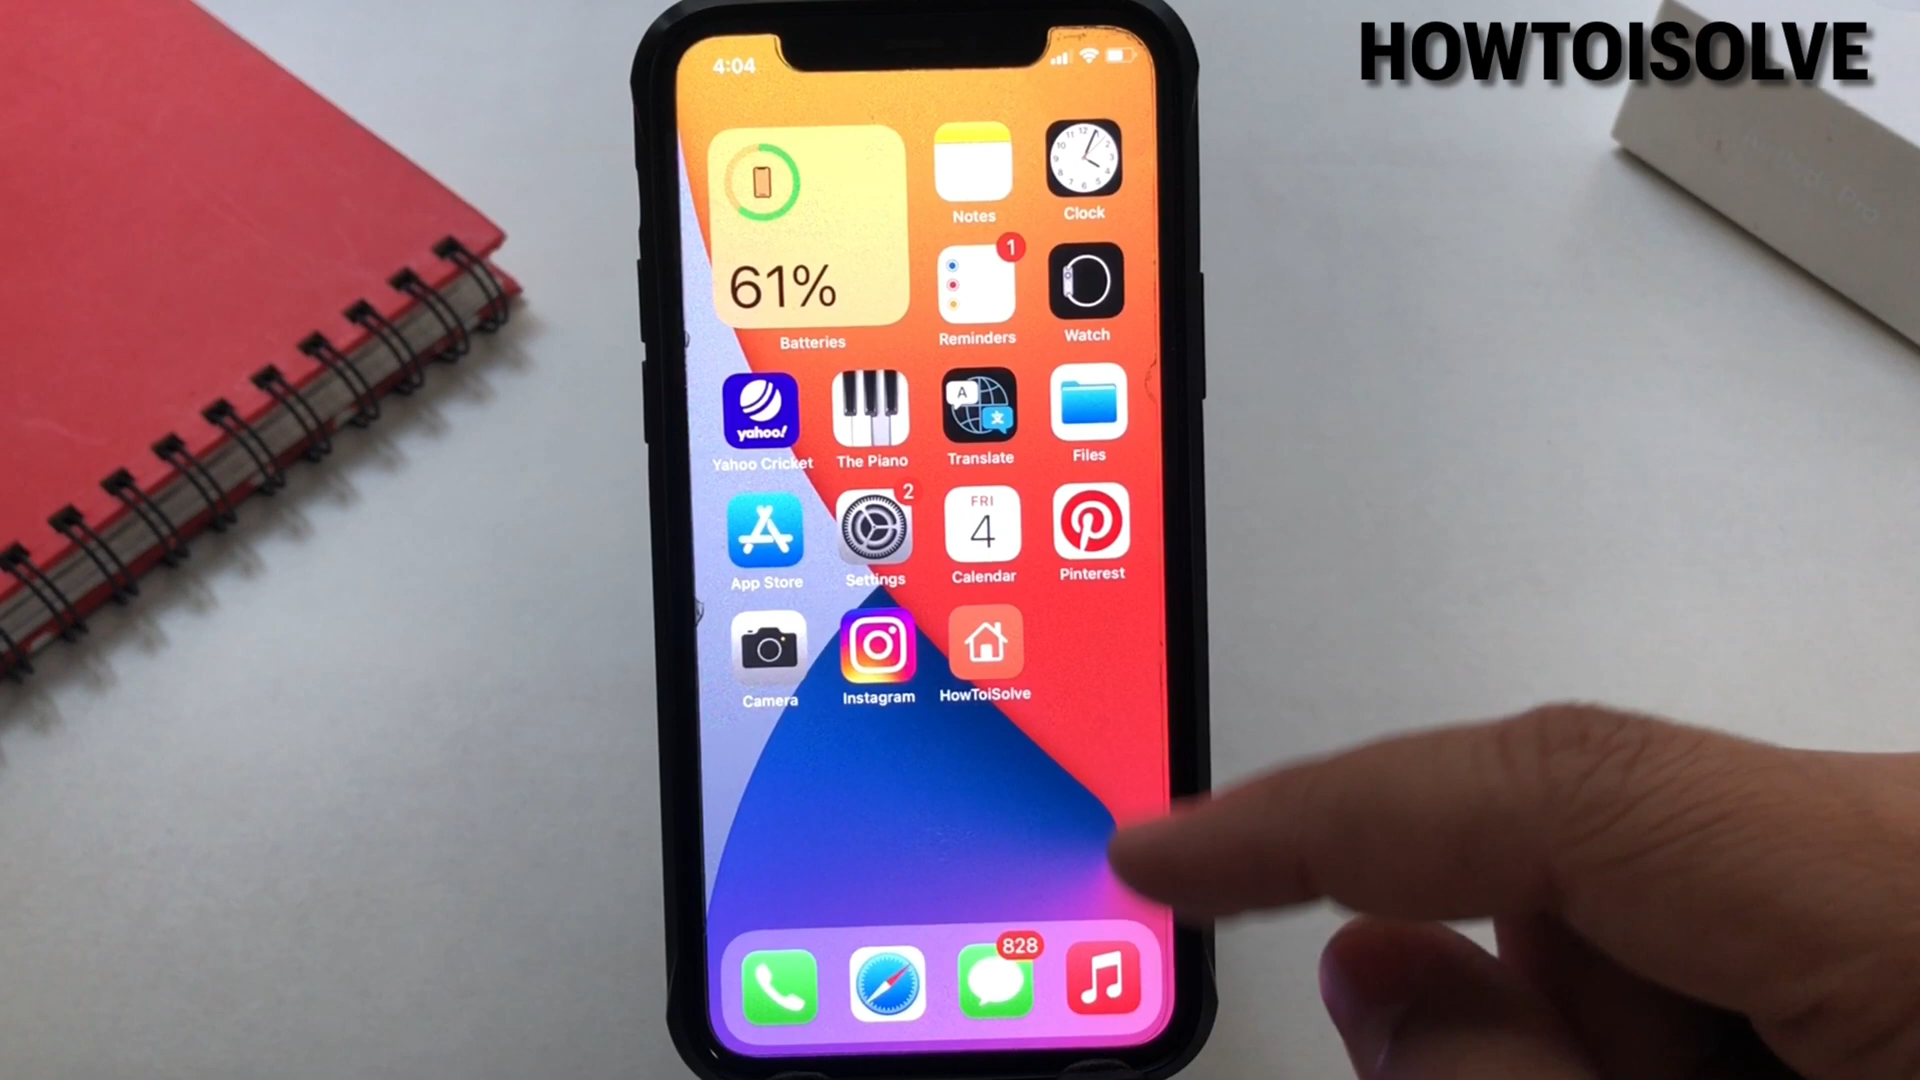 HOWTOISOLVE
4:04
61%
Batteries
Notes
Clock
1
Reminders
Watch
yahoo!
Yahoo Cricket
The Piano
A
文
Translate
Files
App Store
2
Settings
FRI
4
Calendar
Pinterest
Camera
Instagram
HowToiSolve
828